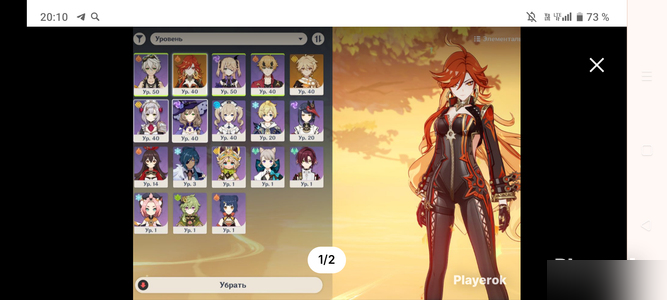 20:10
73 %
Уровень
Ур. 50
Ур. 40
Ур. 50
Ур. 40
Ур. 40
Ур. 40
Ур. 40
Ур. 40
Ур. 20
Ур. 20
Ур. 14
Ур. 3
Ур. 1
Ур. 1
Ур. 1
Ур. 1
Ур. 1
Ур. 1
1/2
Убрать
Playerok